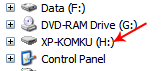 Data (F:)
DVD-RAM Drive (G:)
XP-KOMKU (H:)
Control Panel